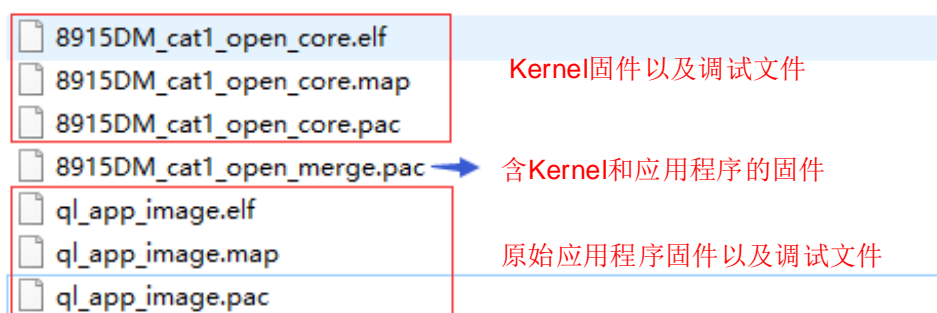 8915DM_cat1_open_core.elf
8915DM_cat1_open_core.map
Kernel固件以及调试文件
8915DM_cat1_open_core.pac
8915DM_cat1_open_merge.pac
含Kernel和应用程序的固件
ql_app_image.elf
ql_app_image.map
原始应用程序固件以及调试文件
ql_app_image.pac